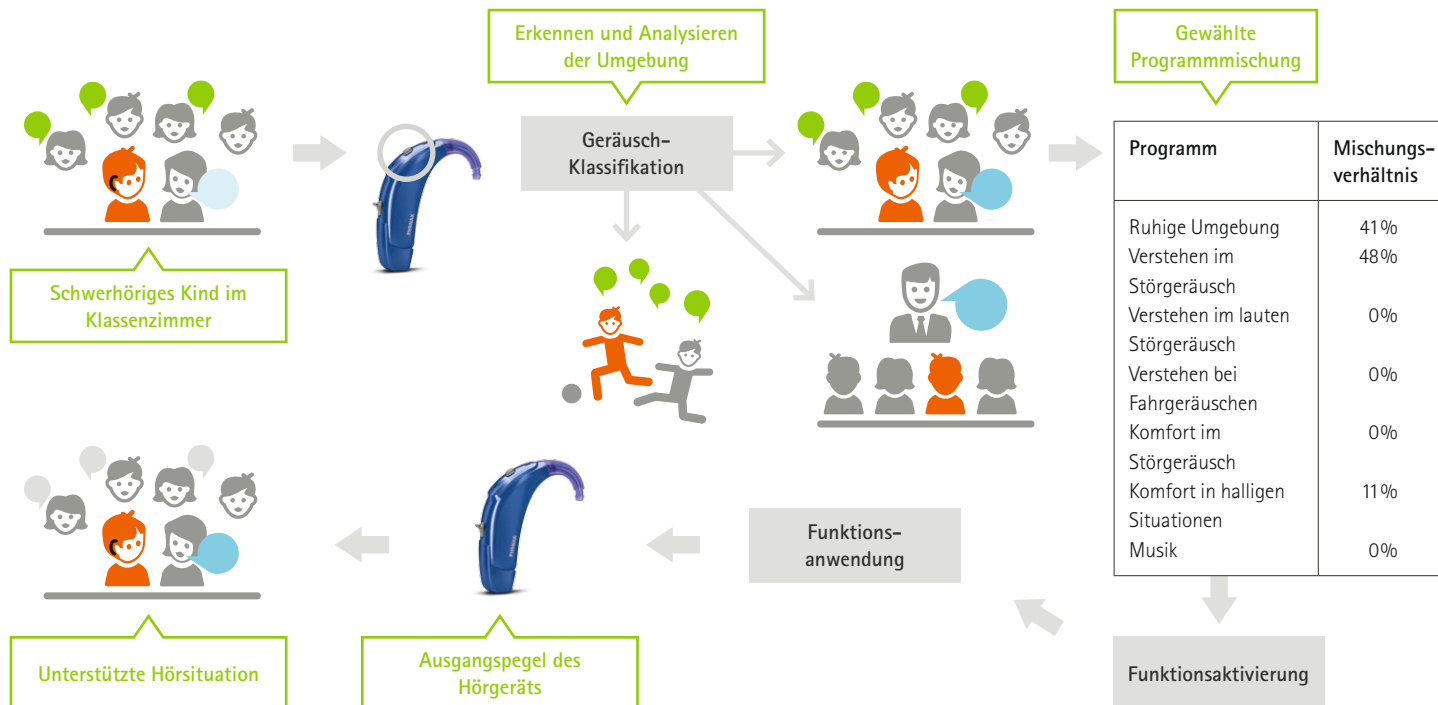 Erkennen und Analysieren
der Umgebung
Gewählte
Programmmischung
Geräusch-
Klassifikation
Schwerhöriges Kind im
Klassenzimmer
PHONAK
Programm Mischungs-
verhältnis
Ruhige Umgebung 41%
Verstehen im 48%
Störgeräusch
Verstehen im lauten 0%
Störgeräusch
Verstehen bei 0%
Fahrgeräuschen
Komfort im 0%
Störgeräusch
Komfort in halligen 11%
Situationen
Musik 0%
Funktionsaktivierung
Funktions-
anwendung
PHONAK
Ausgangspegel des
Hörgeräts
Unterstützte Hörsituation